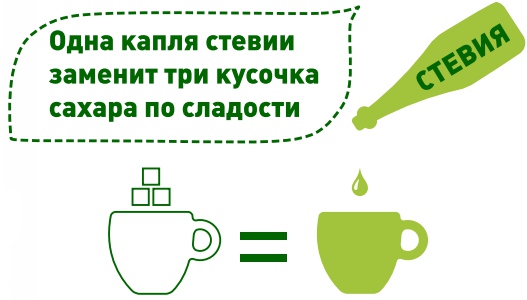 Одна капля стевии
заменит три кусочка
сахара по сладости
СТЕВИЯ